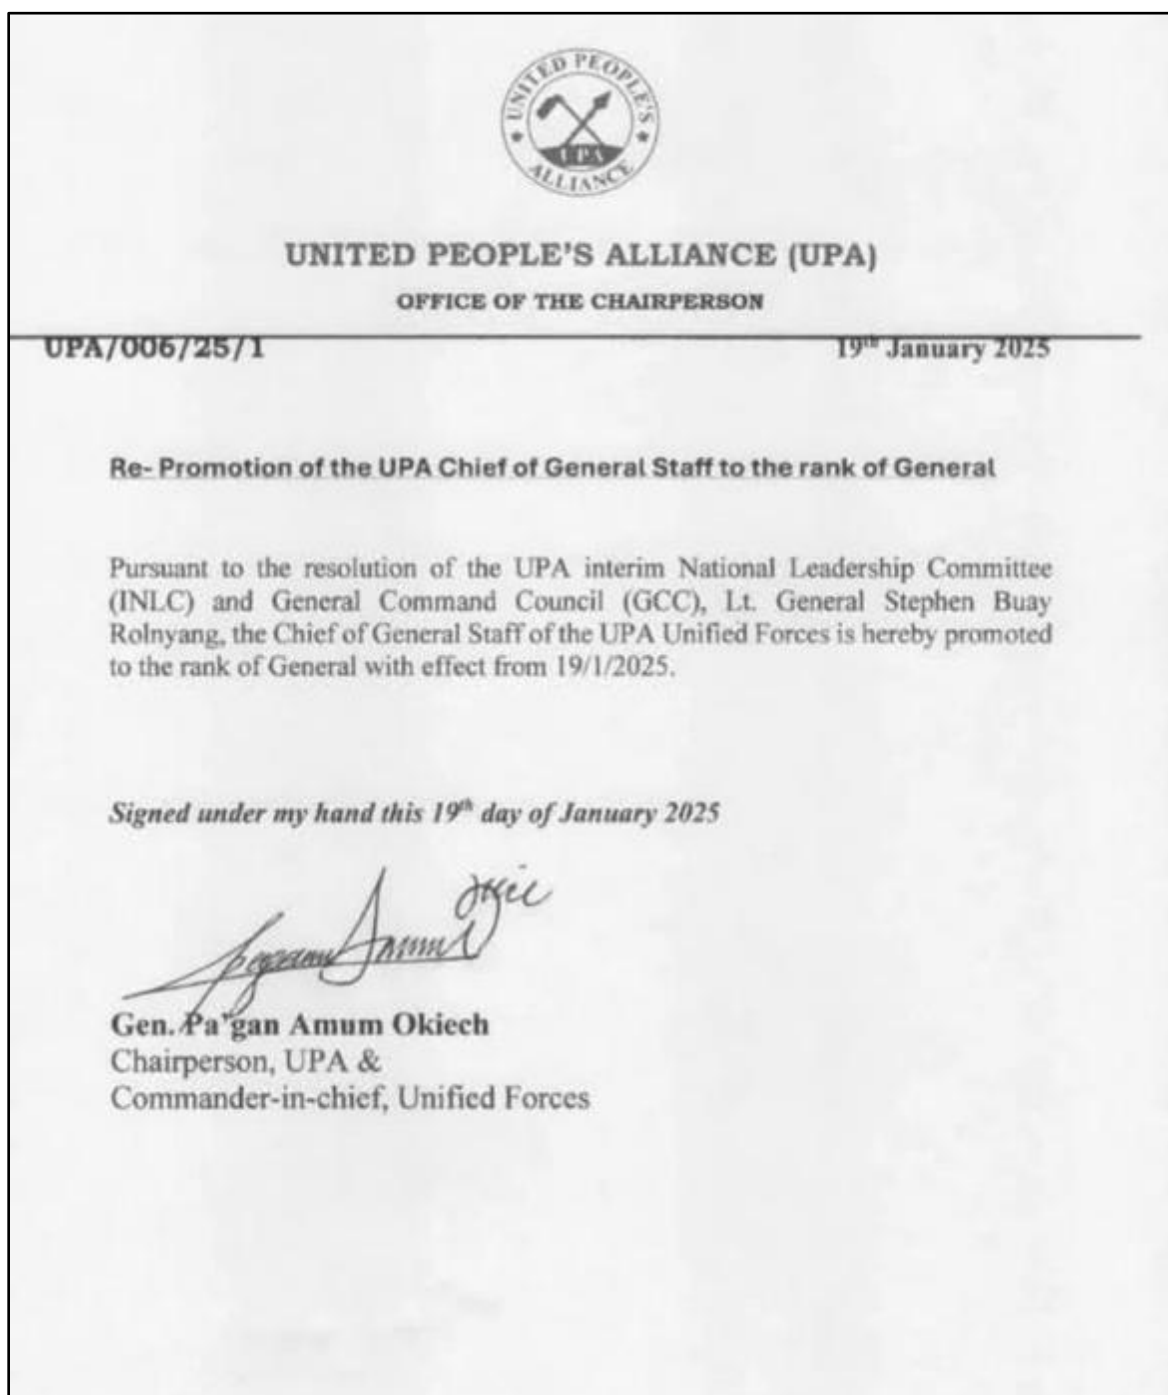 UNITED PEOPLE'S
UPA
ALLIANCE
UNITED PEOPLE'S ALLIANCE (UPA)
OFFICE OF THE CHAIRPERSON
UPA/006/25/1 19th January 2025
Re- Promotion of the UPA Chief of General Staff to the rank of General
Pursuant to the resolution of the UPA interim National Leadership Committee
(INLC) and General Command Council (GCC), Lt. General Stephen Buay
Rolnyang, the Chief of General Staff of the UPA Unified Forces is hereby promoted
to the rank of General with effect from 19/1/2025.
Signed under my hand this 19th day of January 2025
Gen. Pa'gan Amum Okiech
Chairperson, UPA &
Commander-in-chief, Unified Forces